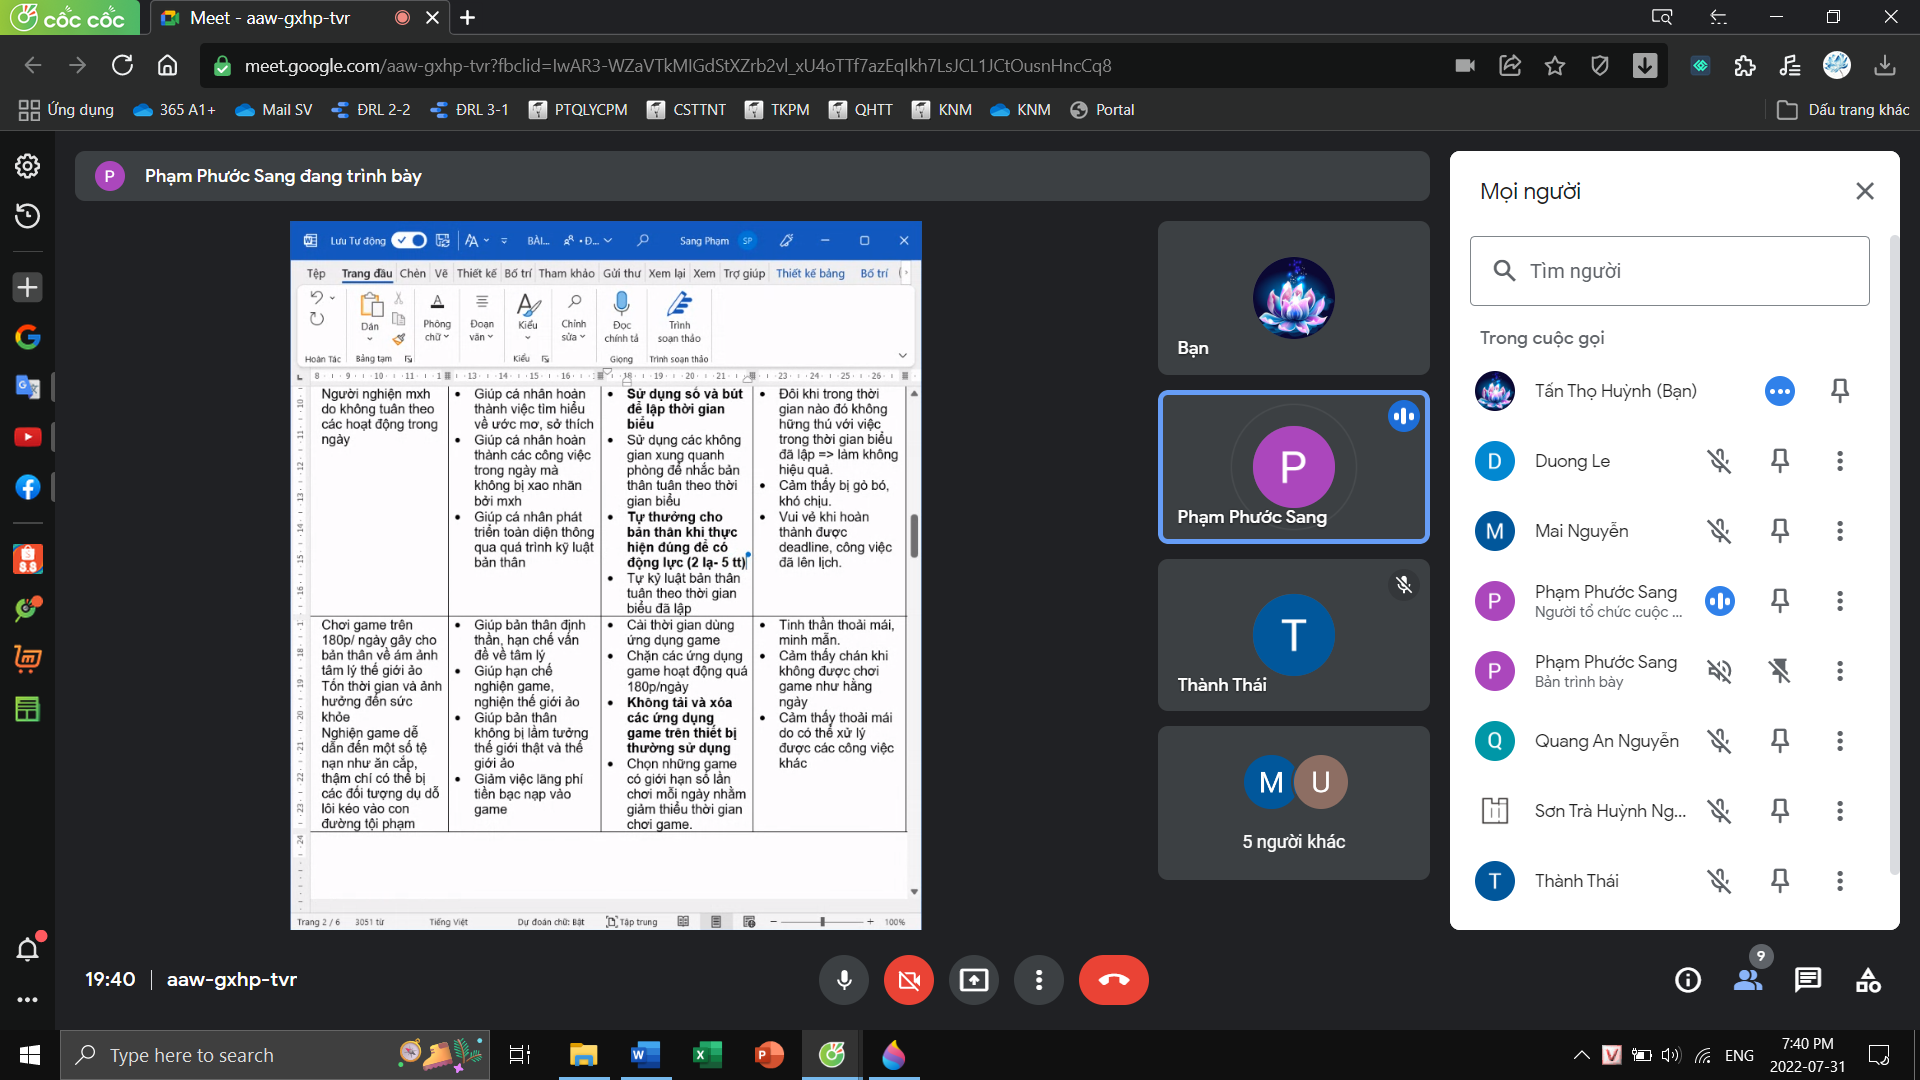 cốc cốc
Meet - aaw-gxhp-tvr
meet.google.com/aaw-gxhp-tvr?fbclid=IwAR3-WZaVTkMIGdStXZrb2vl_xU4oTTf7azEqIkh7LsJCL1JCtOusnHncCq8
Ứng dụng
365 A1+
Mail SV
ĐRL 2-2
ĐRL 3-1
PTQLYCPM
CSTTNT
TKPM
QHTT
KNM
KNM
Portal
Dấu trang khác
P
Phạm Phước Sang đang trình bày
Lưu Tự động
BÀI...
Đ...
Sang Phạm
SP
Tệp
Trang đầu
Chèn
Vẽ
Thiết kế
Bố trí
Tham khảo
Gửi thư
Xem lại
Xem
Trợ giúp
Thiết kế bảng
Bố trí
Dán
Phông
chữ
Đoạn
văn
Kiểu
Chỉnh
sửa
Đọc
chính tả
Trình
soạn thảo
Hoàn Tác
Bảng tạm
Kiểu
Giọng
Trình soạn thảo
Người nghiện mxh
do không tuân theo
các hoạt động trong
ngày
Giúp cá nhân hoàn
thành việc tìm hiểu
về ước mơ, sở thích
Giúp cá nhân hoàn
thành các công việc
trong ngày mà
không bị xao nhãn
bởi mxh
Giúp cá nhân phát
triển toàn diện thông
qua quá trình kỹ luật
bản thân
Sử dụng sổ và bút
để lập thời gian
biểu
Sử dụng các không
gian xung quanh
phòng để nhắc bản
thân tuân theo thời
gian biểu
Tự thưởng cho
bản thân khi thực
hiện đúng để có
động lực (2 lạ- 5 tt)
Tự kỷ luật bản thân
tuân theo thời gian
biểu đã lập
Đôi khi trong thời
gian nào đó không
hứng thú với việc
trong thời gian biểu
đã lập => làm không
hiệu quả.
Cảm thấy bị gò bó,
khó chịu.
Vui vẻ khi hoàn
thành được
deadline, công việc
đã lên lịch.
Chơi game trên
180p/ ngày gây cho
bản thân về ám ảnh
tâm lý thế giới ảo
Tốn thời gian và ảnh
hưởng đến sức
khỏe
Nghiện game dễ
dẫn đến một số tệ
nạn như ăn cắp,
thậm chí có thể bị
các đối tượng dụ dỗ
lôi kéo vào con
đường tội phạm
Giúp bản thân định
thần, hạn chế vấn
đề về tâm lý
Giúp hạn chế
nghiện game,
nghiện thế giới ảo
Giúp bản thân
không bị lầm tưởng
thế giới thật và thế
giới ảo
Giảm việc lãng phí
tiền bạc nạp vào
game
Cài thời gian dùng
ứng dụng game
Chặn các ứng dụng
game hoạt động quá
180p/ngày
Không tải và xóa
các ứng dụng
game trên thiết bị
thường sử dụng
Chọn những game
có giới hạn số lần
chơi mỗi ngày nhằm
giảm thiểu thời gian
chơi game.
Tinh thần thoải mái,
minh mẫn.
Cảm thấy chán khi
không được chơi
game như hằng
ngày
Cảm thấy thoải mái
do có thể xử lý
được các công việc
khác
Trang 2 / 6
3051 từ
Tiếng Việt
Dự đoán chữ: Bật
Tập trung
100%
Bạn
P
Phạm Phước Sang
T
Thành Thái
M
U
5 người khác
Mọi người
Tìm người
Trong cuộc gọi
Tấn Thọ Huỳnh (Bạn)
D
Duong Le
M
Mai Nguyễn
P
Phạm Phước Sang
Người tổ chức cuộc ...
P
Phạm Phước Sang
Bản trình bày
Q
Quang An Nguyễn
Sơn Trà Huỳnh Ng...
T
Thành Thái
19:40
aaw-gxhp-tvr
9
Type here to search
ENG
7:40 PM
2022-07-31